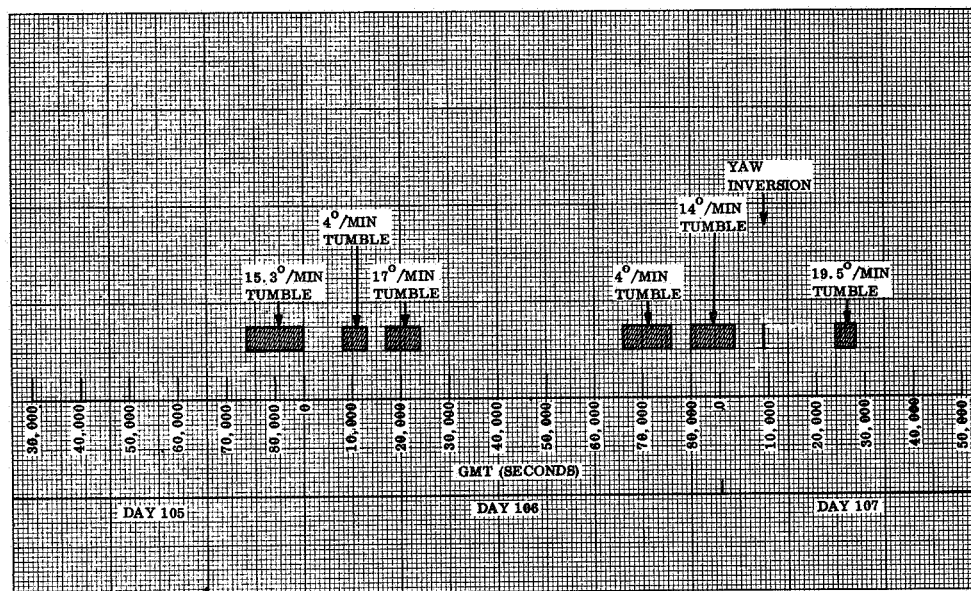 YAW
INVERSION
14°/MIN
TUMBLE
4°/MIN
TUMBLE
15.3°/MIN
TUMBLE
17°/MIN
TUMBLE
4°/MIN
TUMBLE
19.5°/MIN
TUMBLE
30,000 40,000 50,000 60,000 70,000 80,000 0 10,000 20,000 30,000 40,000 50,000 60,000 70,000 80,000 0 10,000 20,000 30,000 40,000 50,000
GMT (SECONDS)
DAY 105 DAY 106 DAY 107